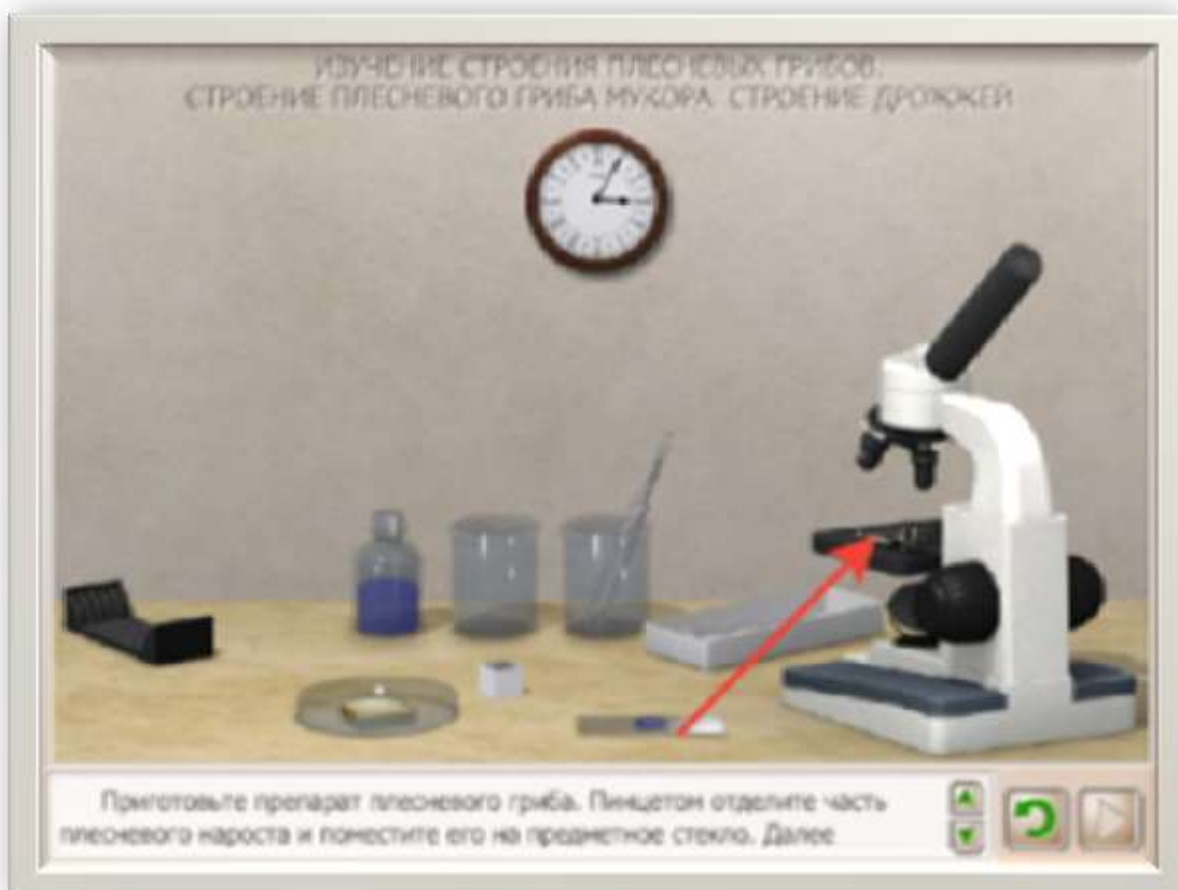 ИЗУЧЕНИЕ СТРОЕНИЯ ПЛЕСНЕВЫХ ГРИБОВ.
СТРОЕНИЕ ПЛЕСНЕВОГО ГРИБА МУКОРА. СТРОЕНИЕ ДРОЖЖЕЙ
Приготовьте препарат плесневого гриба. Пинцетом отделите часть
плесневого нароста и поместите его на предметное стекло. Далее